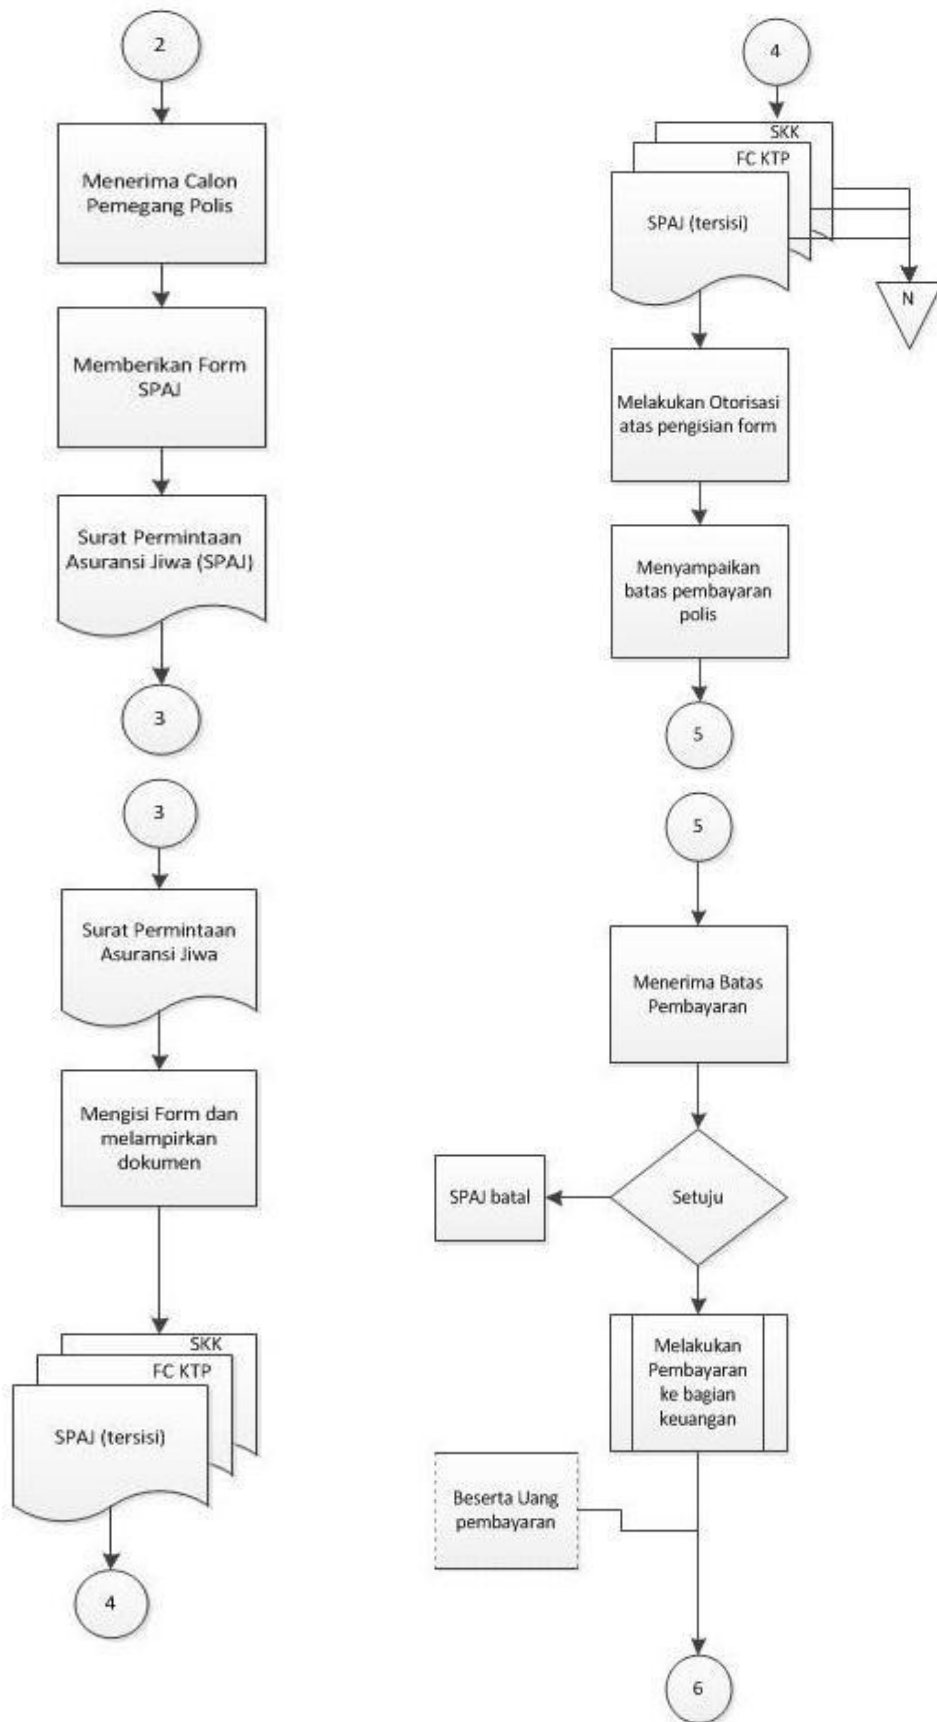 2
Menerima Calon
Pemegang Polis
Memberikan Form
SPAJ
Surat Permintaan
Asuransi Jiwa (SPAJ)
3
3
Surat Permintaan
Asuransi Jiwa
Mengisi Form dan
melampirkan
dokumen
SKK
FC KTP
SPAJ (tersisi)
4
4
SKK
FC KTP
SPAJ (tersisi)
N
Melakukan Otorisasi
atas pengisian form
Menyampaikan
batas pembayaran
polis
5
5
Menerima Batas
Pembayaran
Setuju
SPAJ batal
Melakukan
Pembayaran
ke bagian
keuangan
Beserta Uang
pembayaran
6